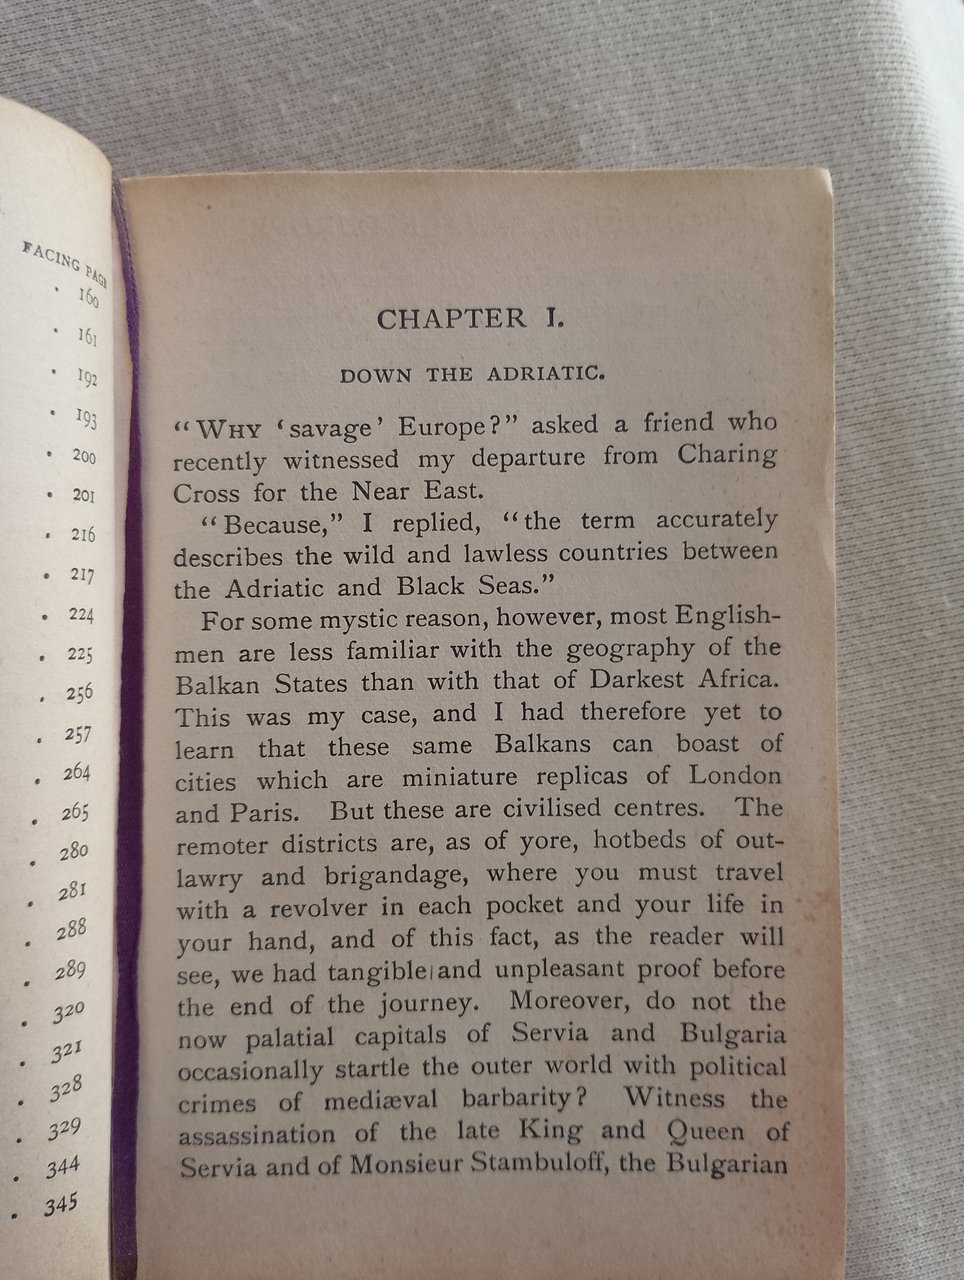 FACING PAGE
. 160
. 161
. 192
. 193
. 200
. 201
. 216
. 217
. 224
. 225
. 256
. 257
. 264
. 265
. 280
. 281
. 288
. 289
. 320
. 321
. 328
. 329
. 344
. 345
CHAPTER I.
DOWN THE ADRIATIC.
“WHY ‘savage’ Europe?” asked a friend who
recently witnessed my departure from Charing
Cross for the Near East.
“Because,” I replied, “the term accurately
describes the wild and lawless countries between
the Adriatic and Black Seas.”
For some mystic reason, however, most English-
men are less familiar with the geography of the
Balkan States than with that of Darkest Africa.
This was my case, and I had therefore yet to
learn that these same Balkans can boast of
cities which are miniature replicas of London
and Paris. But these are civilised centres. The
remoter districts are, as of yore, hotbeds of out-
lawry and brigandage, where you must travel
with a revolver in each pocket and your life in
your hand, and of this fact, as the reader will
see, we had tangible and unpleasant proof before
the end of the journey. Moreover, do not the
now palatial capitals of Servia and Bulgaria
occasionally startle the outer world with political
crimes of mediæval barbarity? Witness the
assassination of the late King and Queen of
Servia and of Monsieur Stambuloff, the Bulgarian